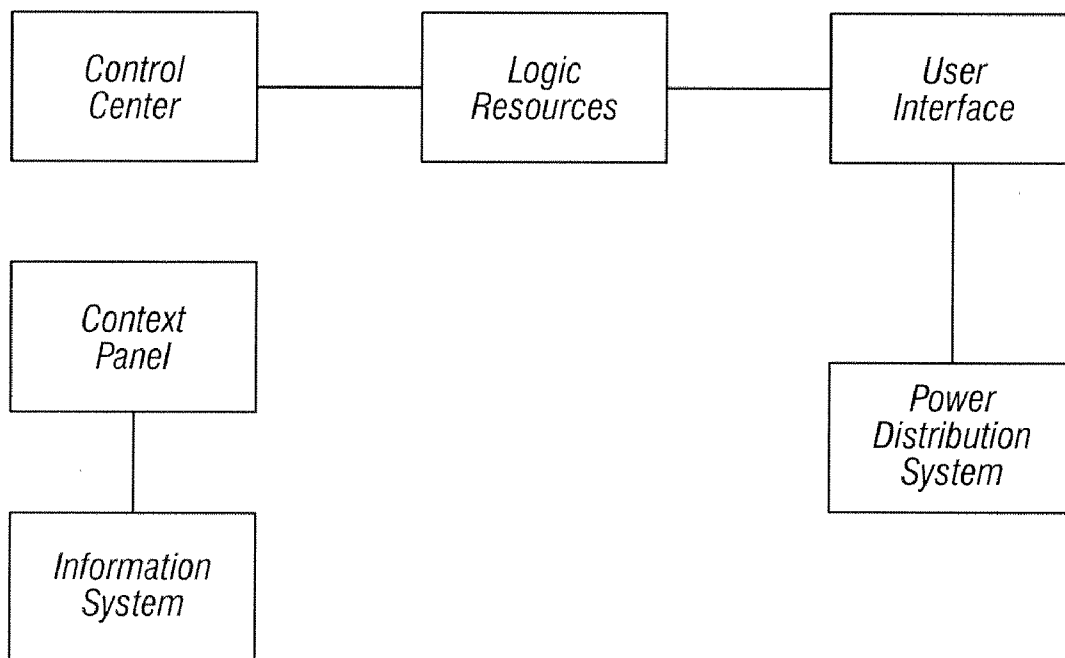 Control
Center
Logic
Resources
User
Interface
Context
Panel
Power
Distribution
System
Information
System